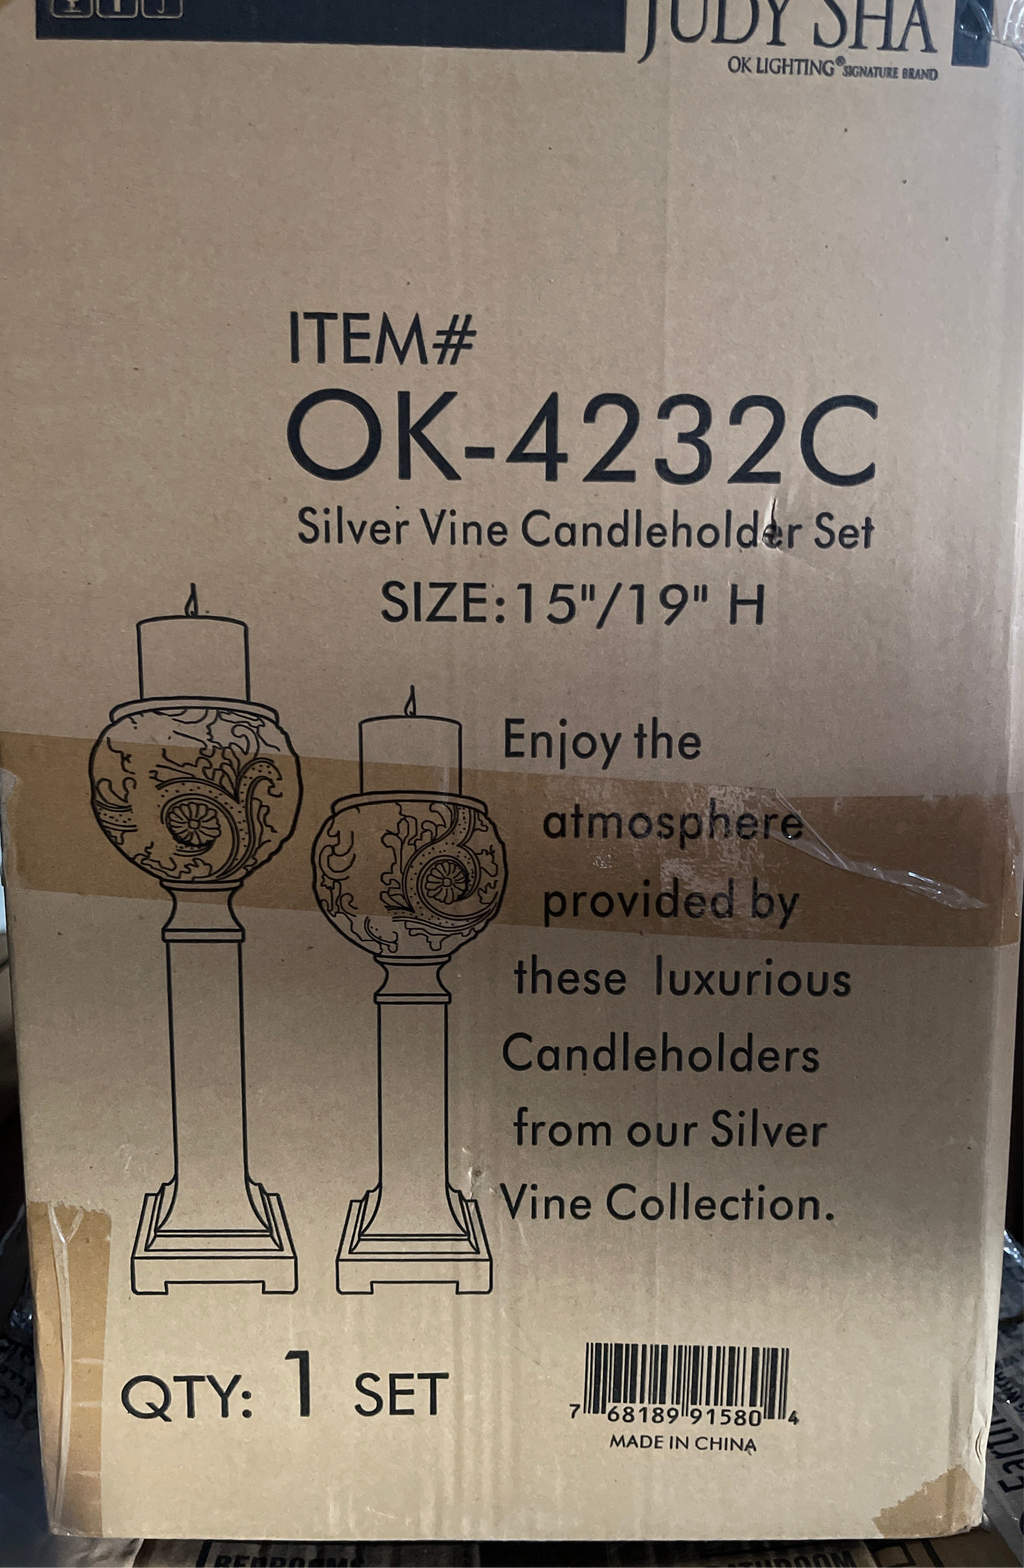 JUDY SHA
OK LIGHTING® SIGNATURE BRAND
ITEM#
OK-4232C
Silver Vine Candleholder Set
SIZE:15"/19" H
Enjoy the
atmosphere
provided by
these luxurious
Candleholders
from our Silver
Vine Collection.
QTY: 1 SET
7 68189 91580 4
MADE IN CHINA
BEDROOMS